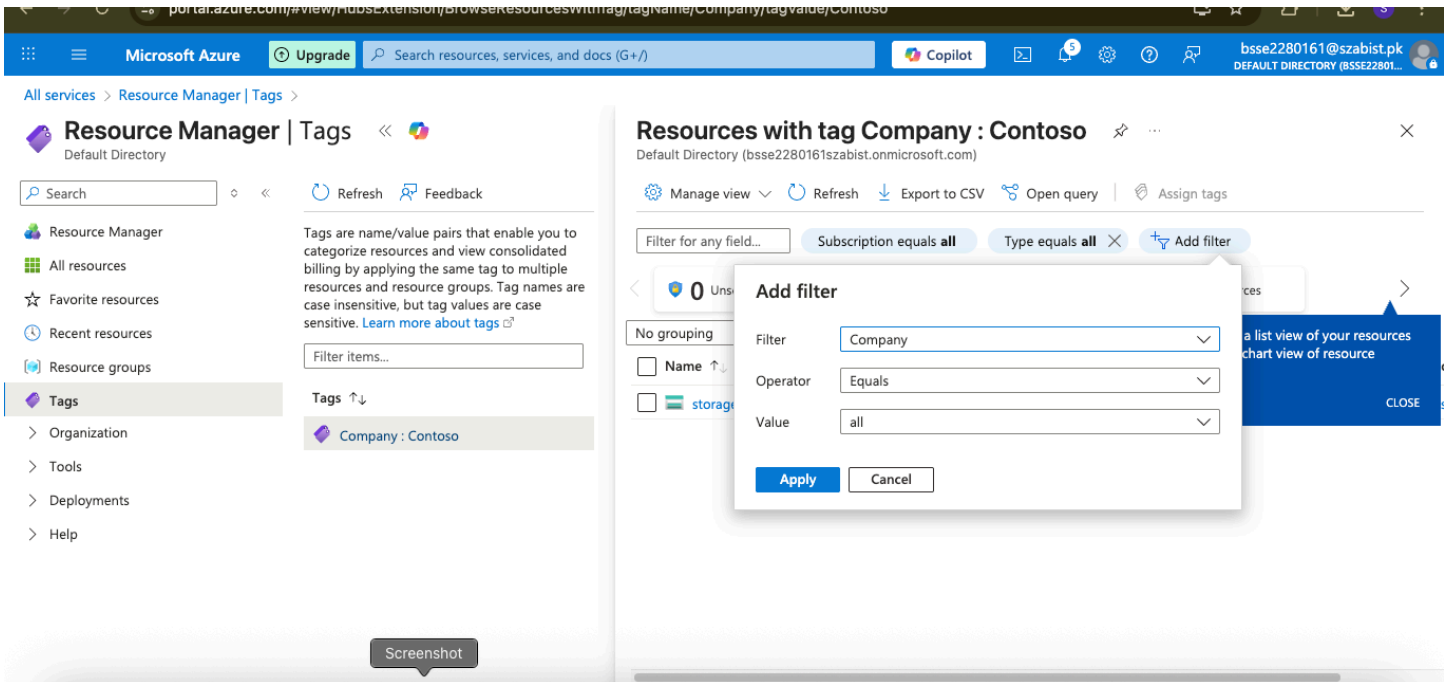 portal.azure.com/#view/HubsExtension/BrowseResourcesWithTag/tagName/Company/tagValue/Contoso
Microsoft Azure
Upgrade
Search resources, services, and docs (G+/)
Copilot
5
bsse2280161@szabist.pk
DEFAULT DIRECTORY (BSSE22801...
All services > Resource Manager | Tags >
Resource Manager | Tags
Default Directory
Search
Resource Manager
All resources
Favorite resources
Recent resources
Resource groups
Tags
Organization
Tools
Deployments
Help
Refresh
Feedback
Tags are name/value pairs that enable you to
categorize resources and view consolidated
billing by applying the same tag to multiple
resources and resource groups. Tag names are
case insensitive, but tag values are case
sensitive. Learn more about tags
Filter items...
Tags
Company : Contoso
Resources with tag Company : Contoso
Default Directory (bsse2280161szabist.onmicrosoft.com)
Manage view
Refresh
Export to CSV
Open query
Assign tags
Filter for any field...
Subscription equals all
Type equals all
Add filter
0 Uns
ces
No grouping
Name
storage
Add filter
Filter
Company
Operator
Equals
Value
all
Apply
Cancel
a list view of your resources
chart view of resource
CLOSE
Screenshot